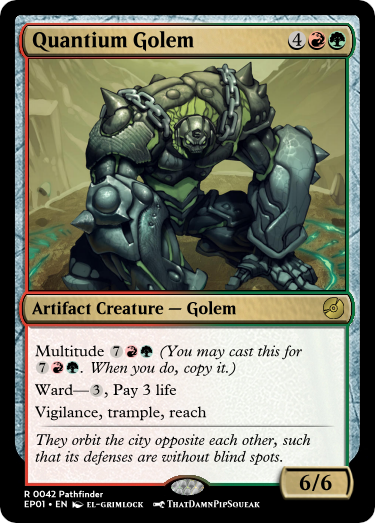 Quantium Golem 4
Artifact Creature — Golem
Multitude 7 (You may cast this for
7. When you do, copy it.)
Ward—3, Pay 3 life
Vigilance, trample, reach
They orbit the city opposite each other, such
that its defenses are without blind spots.
6/6
R 0042 Pathfinder
EP01 • EN EL-GRIMLOCK ThatDamnPipSqueak